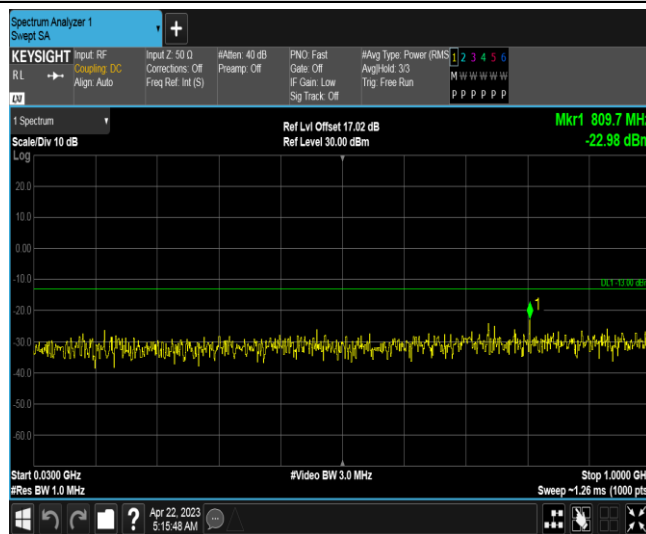 Spectrum Analyzer 1
Swept SA
+
KEYSIGHT
RL
LXI
Input: RF
Coupling: DC
Align: Auto
Input Z: 50 Ω
Corrections: Off
Freq Ref: Int (S)
#Atten: 40 dB
Preamp: Off
PNO: Fast
Gate: Off
IF Gain: Low
Sig Track: Off
#Avg Type: Power (RMS
Avg|Hold: 3/3
Trig: Free Run
1 2 3 4 5 6
M W W W W W
P P P P P P
1 Spectrum
Scale/Div 10 dB
Log
Ref Lvl Offset 17.02 dB
Ref Level 30.00 dBm
Mkr1 809.7 MHz
-22.98 dBm
20.0
10.0
0.00
-10.0
DL1 -13.00 dBm
-20.0
1
-30.0
-40.0
-50.0
-60.0
Start 0.0300 GHz
#Res BW 1.0 MHz
#Video BW 3.0 MHz
Stop 1.0000 GH
Sweep ~1.26 ms (1000 pts
?
Apr 22, 2023
5:15:48 AM